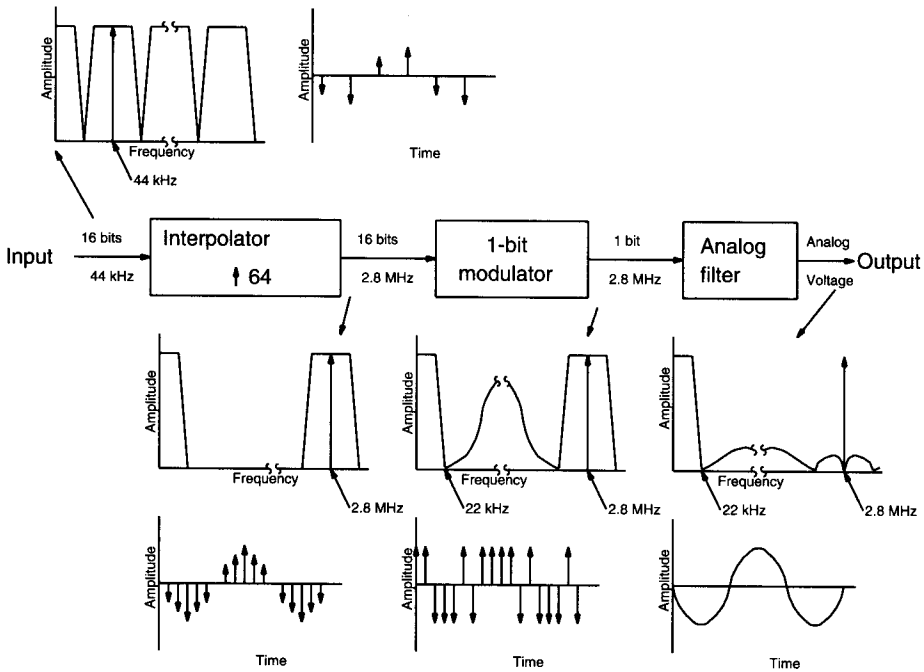 Amplitude
Frequency
44 kHz
Amplitude
Time
Input
16 bits
44 kHz
Interpolator
↑ 64
16 bits
2.8 MHz
1-bit
modulator
1 bit
2.8 MHz
Analog
filter
Analog
Voltage
Output
Amplitude
Frequency
2.8 MHz
Amplitude
Frequency
22 kHz
2.8 MHz
Amplitude
Frequency
22 kHz
2.8 MHz
Amplitude
Time
Amplitude
Time
Amplitude
Time